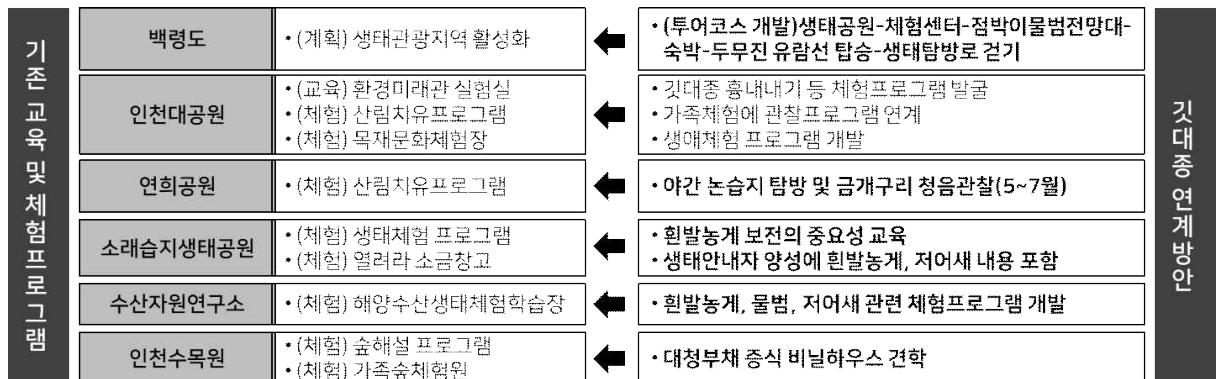 기존 교육 및 체험프로그램
백령도
• (계획) 생태관광지역 활성화
• (투어코스 개발)생태공원-체험센터-점박이물범전망대-
숙박-두무진 유람선 탑승-생태탐방로 걷기
인천대공원
• (교육) 환경미래관 실험실
• (체험) 산림치유프로그램
• (체험) 목재문화체험장
• 깃대종 흉내내기 등 체험프로그램 발굴
• 가족체험에 관찰프로그램 연계
• 생애체험 프로그램 개발
연희공원
• (체험) 산림치유프로그램
• 야간 논습지 탐방 및 금개구리 청음관찰(5~7월)
소래습지생태공원
• (체험) 생태체험 프로그램
• (체험) 열려라 소금창고
• 흰발농게 보전의 중요성 교육
• 생태안내자 양성에 흰발농게, 저어새 내용 포함
수산자원연구소
• (체험) 해양수산생태체험학습장
• 흰발농게, 물범, 저어새 관련 체험프로그램 개발
인천수목원
• (체험) 숲해설 프로그램
• (체험) 가족숲체험원
• 대청부채 증식 비닐하우스 견학
깃대종 연계방안